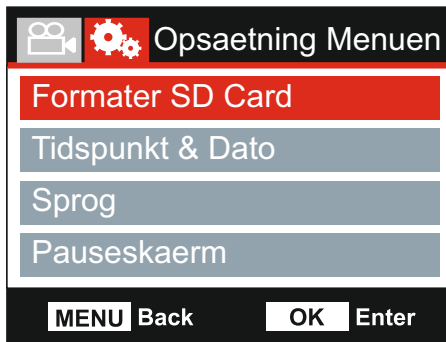 Opsaetning Menuen
Formater SD Card
Tidspunkt & Dato
Sprog
Pauseskaerm
MENU Back OK Enter